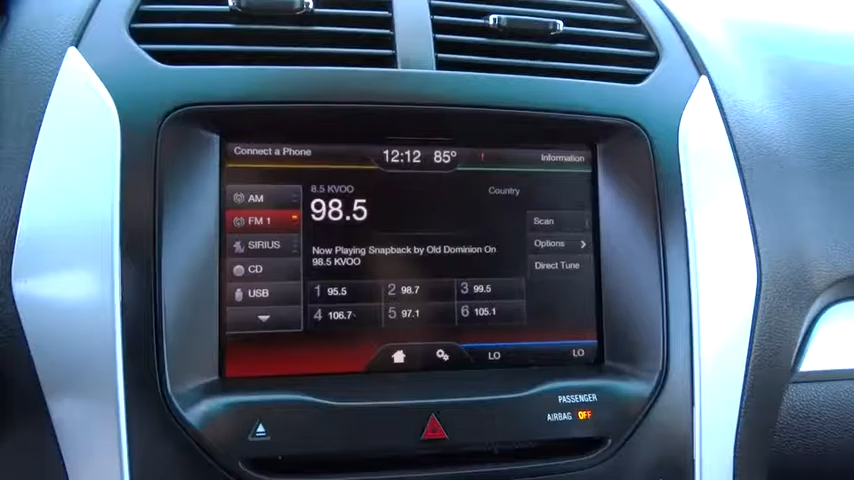 Connect a Phone
12:12 85°
Information
AM
FM 1
SIRIUS
CD
USB
8.5 KVOO
98.5
Country
Now Playing Snapback by Old Dominion On
98.5 KVOO
Scan
Options
Direct Tune
1 95.5
2 98.7
3 99.5
4 106.7
5 97.1
6 105.1
LO
LO
PASSENGER
AIRBAG OFF